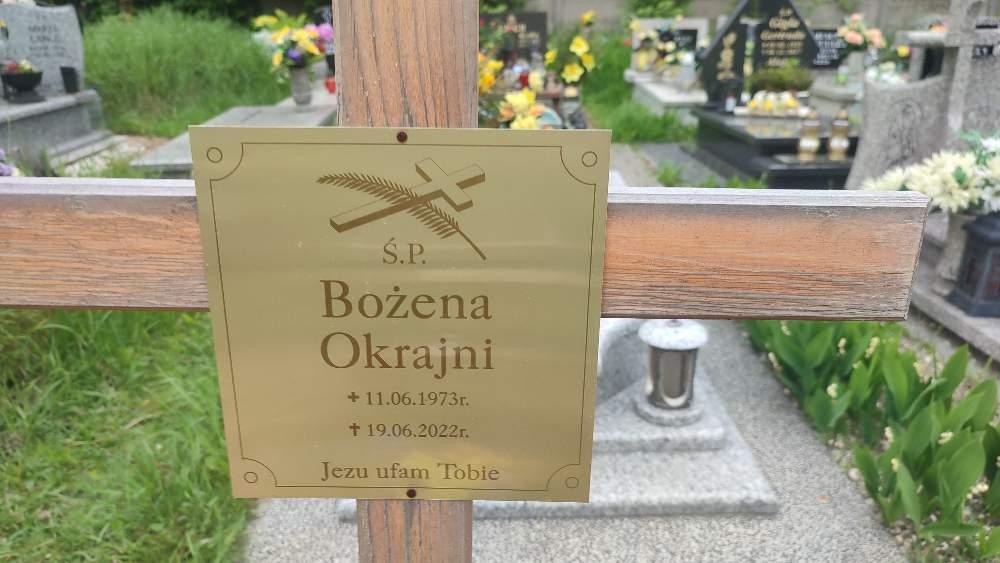 Ś.P.
Bożena
Okrajni
✚ 11.06.1973r.
✝ 19.06.2022r.
Jezu ufam Tobie